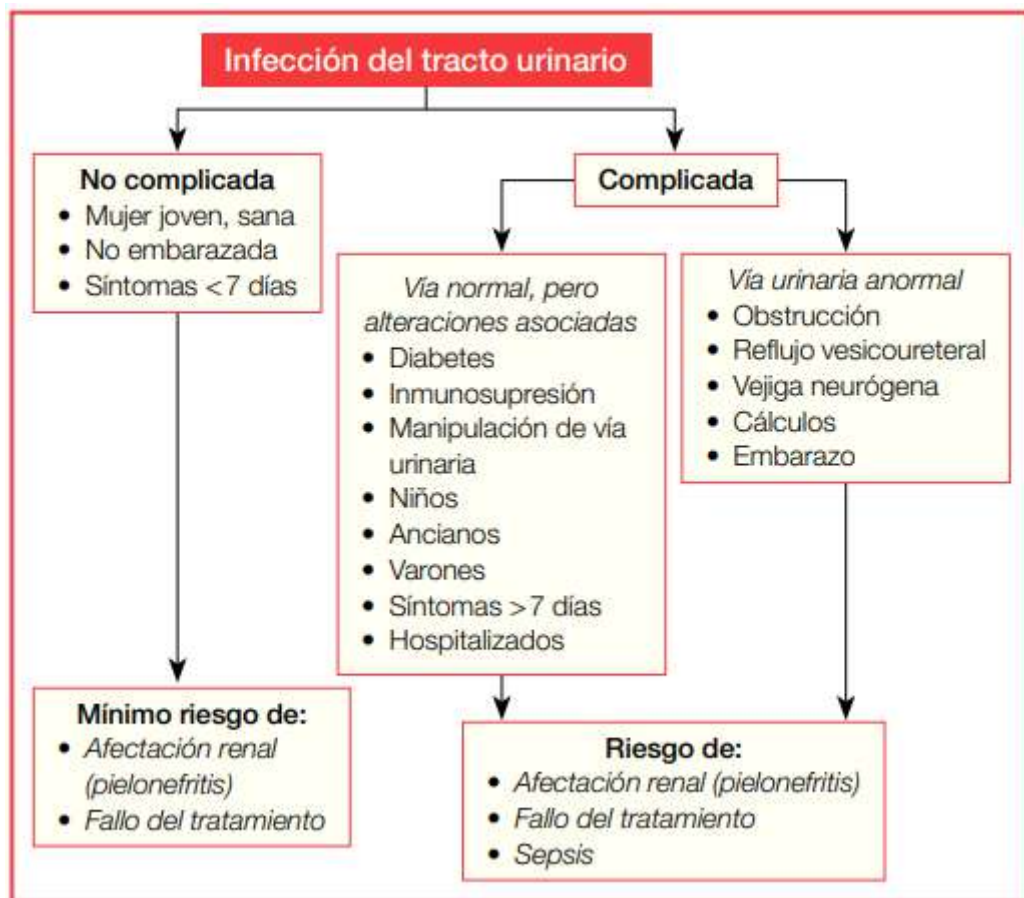 Infección del tracto urinario
No complicada
• Mujer joven, sana
• No embarazada
• Síntomas <7 días
Complicada
Vía normal, pero
alteraciones asociadas
• Diabetes
• Inmunosupresión
• Manipulación de vía
urinaria
• Niños
• Ancianos
• Varones
• Síntomas >7 días
• Hospitalizados
Vía urinaria anormal
• Obstrucción
• Reflujo vesicoureteral
• Vejiga neurógena
• Cálculos
• Embarazo
Mínimo riesgo de:
• Afectación renal
(pielonefritis)
• Fallo del tratamiento
Riesgo de:
• Afectación renal (pielonefritis)
• Fallo del tratamiento
• Sepsis